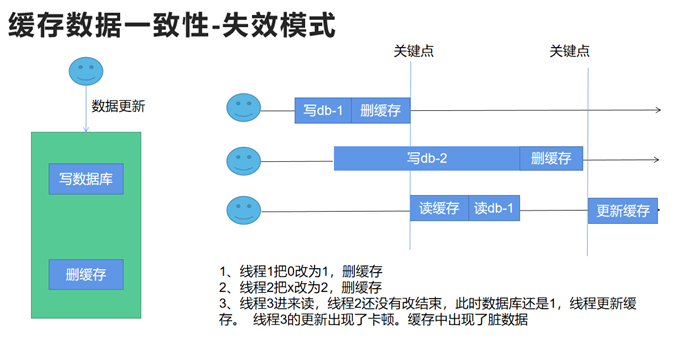 缓存数据一致性-失效模式
关键点
关键点
数据更新
写db-1
删缓存
写数据库
写db-2
删缓存
读缓存
读db-1
更新缓存
删缓存
1、线程1把0改为1，删缓存
2、线程2把x改为2，删缓存
3、线程3进来读，线程2还没有改结束，此时数据库还是1，线程更新缓
存。 线程3的更新出现了卡顿。缓存中出现了脏数据